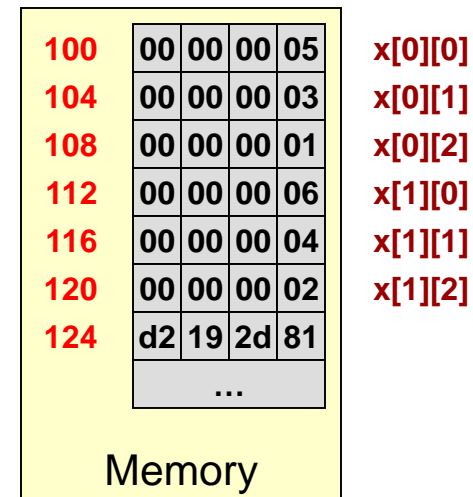 100 00 00 00 05 x[0][0]
104 00 00 00 03 x[0][1]
108 00 00 00 01 x[0][2]
112 00 00 00 06 x[1][0]
116 00 00 00 04 x[1][1]
120 00 00 00 02 x[1][2]
124 d2 19 2d 81
…
Memory